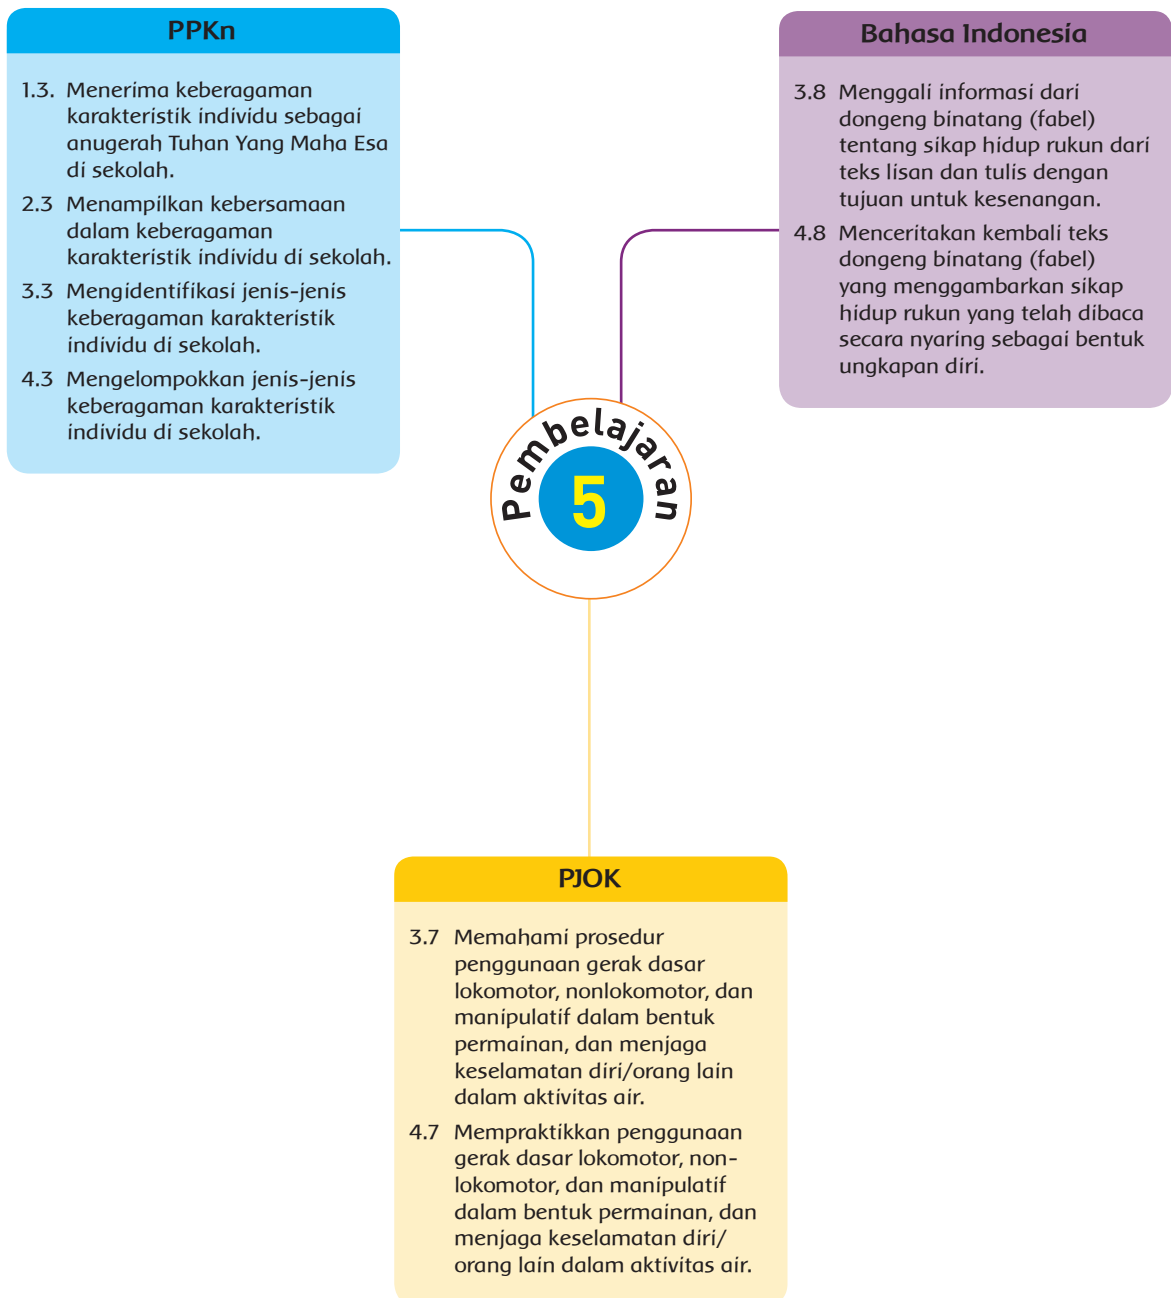 PPKn
1.3. Menerima keberagaman
karakteristik individu sebagai
anugerah Tuhan Yang Maha Esa
di sekolah.
2.3 Menampilkan kebersamaan
dalam keberagaman
karakteristik individu di sekolah.
3.3 Mengidentifikasi jenis-jenis
keberagaman karakteristik
individu di sekolah.
4.3 Mengelompokkan jenis-jenis
keberagaman karakteristik
individu di sekolah.
Bahasa Indonesia
3.8 Menggali informasi dari
dongeng binatang (fabel)
tentang sikap hidup rukun dari
teks lisan dan tulis dengan
tujuan untuk kesenangan.
4.8 Menceritakan kembali teks
dongeng binatang (fabel)
yang menggambarkan sikap
hidup rukun yang telah dibaca
secara nyaring sebagai bentuk
ungkapan diri.
Pembelajaran
5
PJOK
3.7 Memahami prosedur
penggunaan gerak dasar
lokomotor, nonlokomotor, dan
manipulatif dalam bentuk
permainan, dan menjaga
keselamatan diri/orang lain
dalam aktivitas air.
4.7 Mempraktikkan penggunaan
gerak dasar lokomotor, non-
lokomotor, dan manipulatif
dalam bentuk permainan, dan
menjaga keselamatan diri/
orang lain dalam aktivitas air.